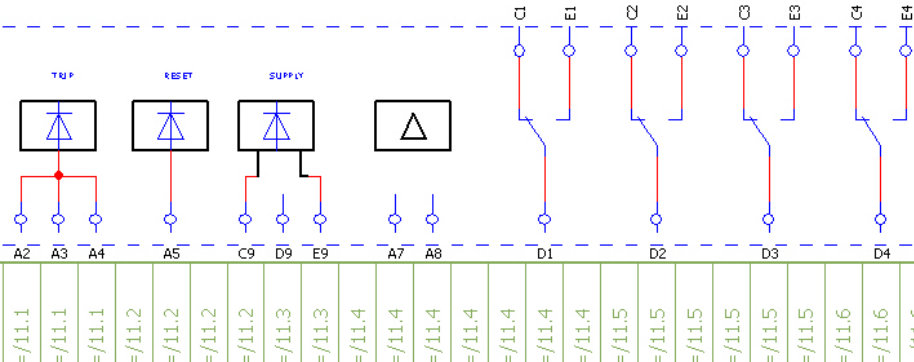 C1 E1 C2 E2 C3 E3 C4 E4
TRIP RESET SUPPLY
A2 A3 A4 A5 C9 D9 E9 A7 A8 D1 D2 D3 D4
=/11.1 =/11.1 =/11.1 =/11.2 =/11.2 =/11.2 =/11.2 =/11.3 =/11.3 =/11.4 =/11.4 =/11.4 =/11.4 =/11.4 =/11.4 =/11.5 =/11.5 =/11.5 =/11.5 =/11.5 =/11.5 =/11.6 =/11.6 =/11.6